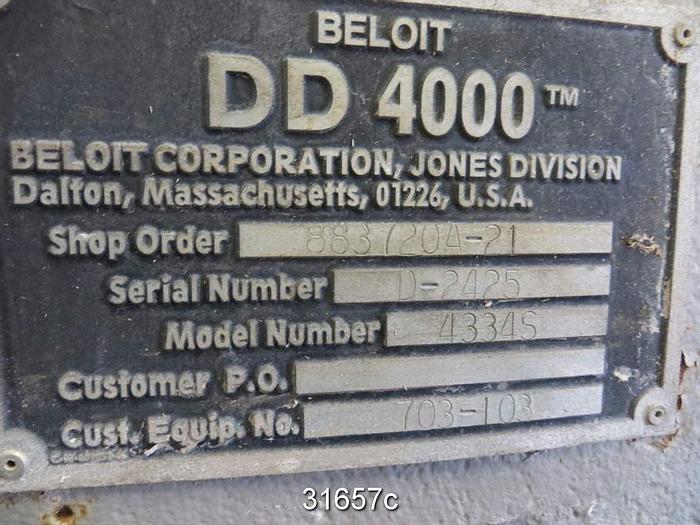 BELOIT
DD 4000™
BELOIT CORPORATION, JONES DIVISION
Dalton, Massachusetts, 01226, U.S.A.
Shop Order 883720A-21
Serial Number D-2425
Model Number 4334S
Customer P.O.
Cust. Equip. No. 703-103
31657c